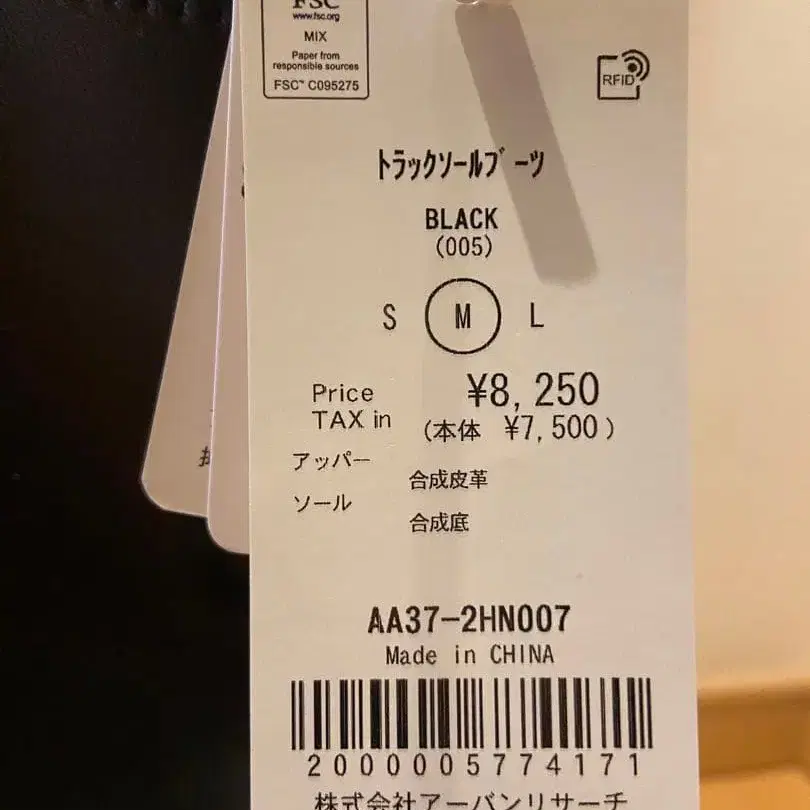 FSC
www.fsc.org
MIX
Paper from
responsible sources
FSC™ C095275
RFID
ﾄﾗｯｸｿｰﾙﾌﾞｰﾂ
BLACK
(005)
S M L
Price ¥8,250
TAX in (本体 ¥7,500)
アッパー
合成皮革
ソール
合成底
AA37-2HN007
Made in CHINA
2000005774171
株式会社アーバンリサーチ